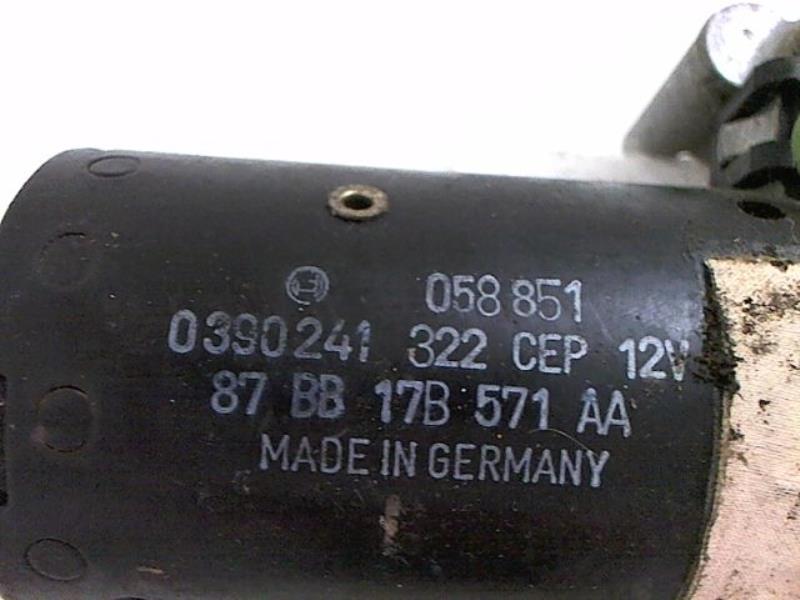 058 851
0390241 322 CEP 12V
87 BB 17B 571 AA
MADE IN GERMANY